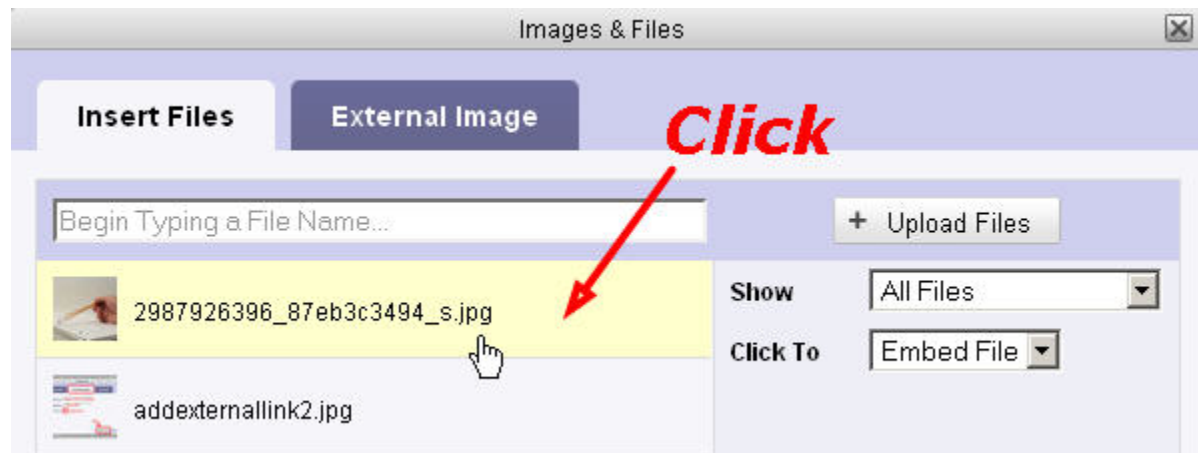 Images & Files
Insert Files
External Image
Click
Begin Typing a File Name...
+ Upload Files
2987926396_87eb3c3494_s.jpg
Show
All Files
Click To
Embed File
addexternallink2.jpg